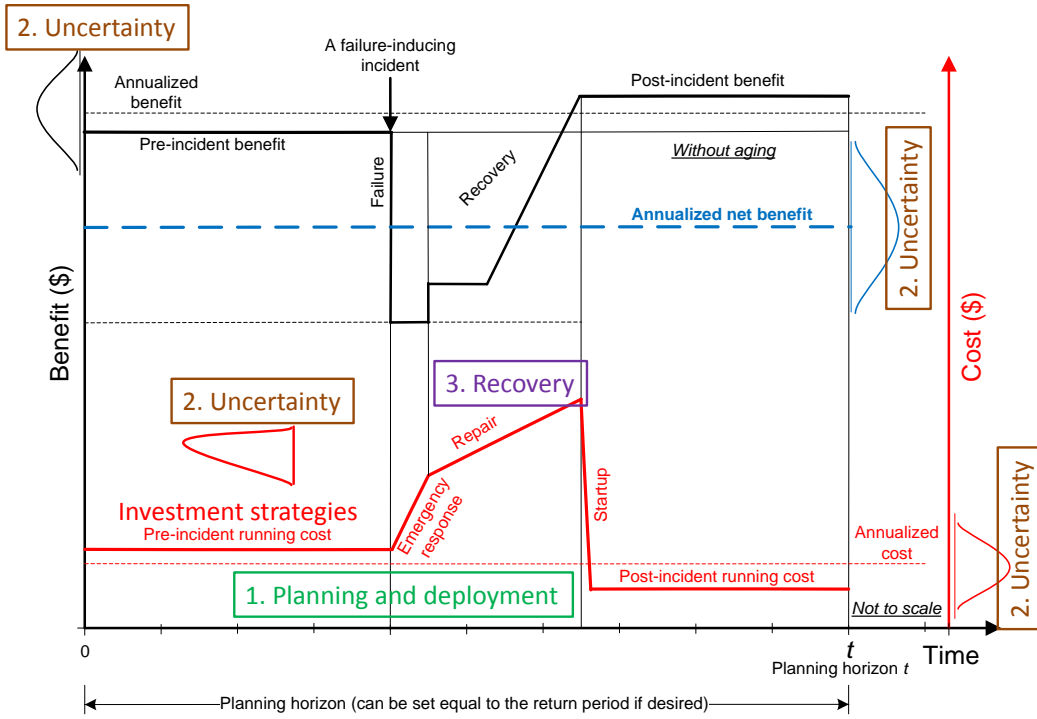 2. Uncertainty
A failure-inducing
incident
Annualized
benefit
Post-incident benefit
Pre-incident benefit
Failure
Recovery
Without aging
2. Uncertainty
Annualized net benefit
Benefit ($)
Cost ($)
3. Recovery
2. Uncertainty
Repair
Emergency
response
Startup
Investment strategies
Pre-incident running cost
Annualized
cost
2. Uncertainty
1. Planning and deployment
Post-incident running cost
Not to scale
0
t
Time
Planning horizon t
Planning horizon (can be set equal to the return period if desired)